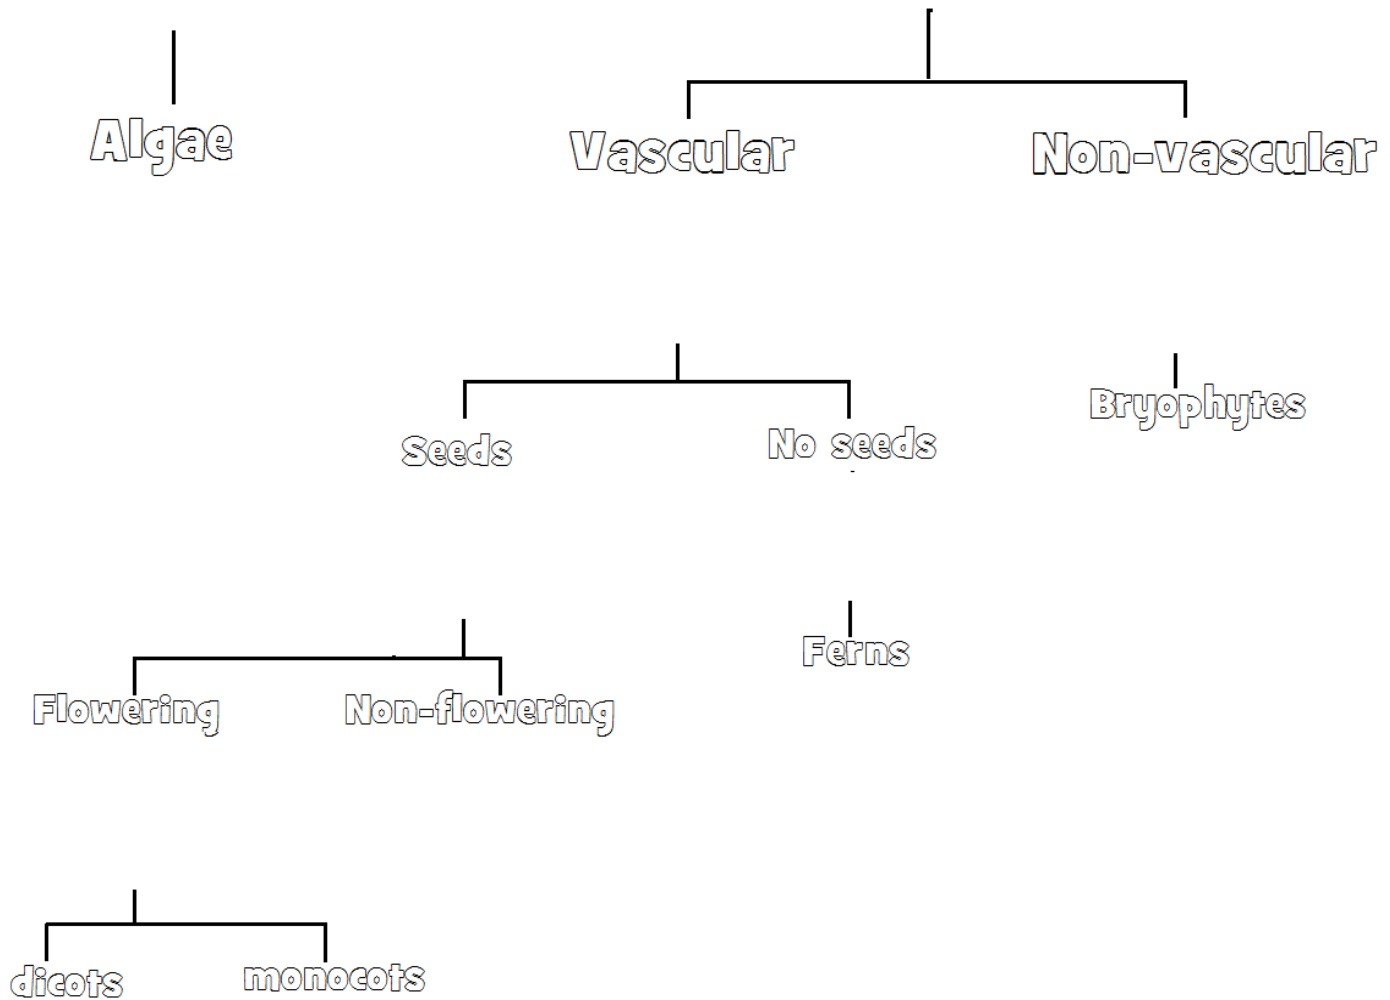 Algae
Vascular
Non-vascular
Bryophytes
Seeds
No seeds
Ferns
Flowering
Non-flowering
dicots
monocots